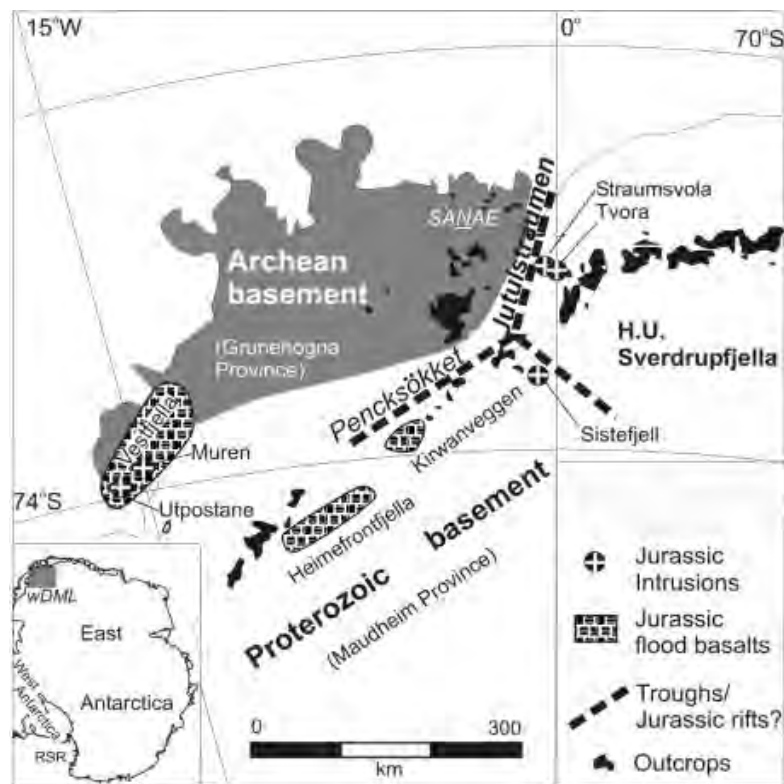 15°W
0°
70°S
Straumsvola
Tvora
SANAE
Jutulstraumen
Archean
basement
(Grunehogna
Province)
H.U.
Sverdrupfjella
Pencksökket
Kirwanveggen
Sistefjell
Vestfjella
Muren
74°S
Utpostane
Heimefrontfjella
Proterozoic basement
(Maudheim Province)
wDML
East
Antarctica
West
Antarctica
RSR
0 300
km
Jurassic
Intrusions
Jurassic
flood basalts
Troughs/
Jurassic rifts?
Outcrops